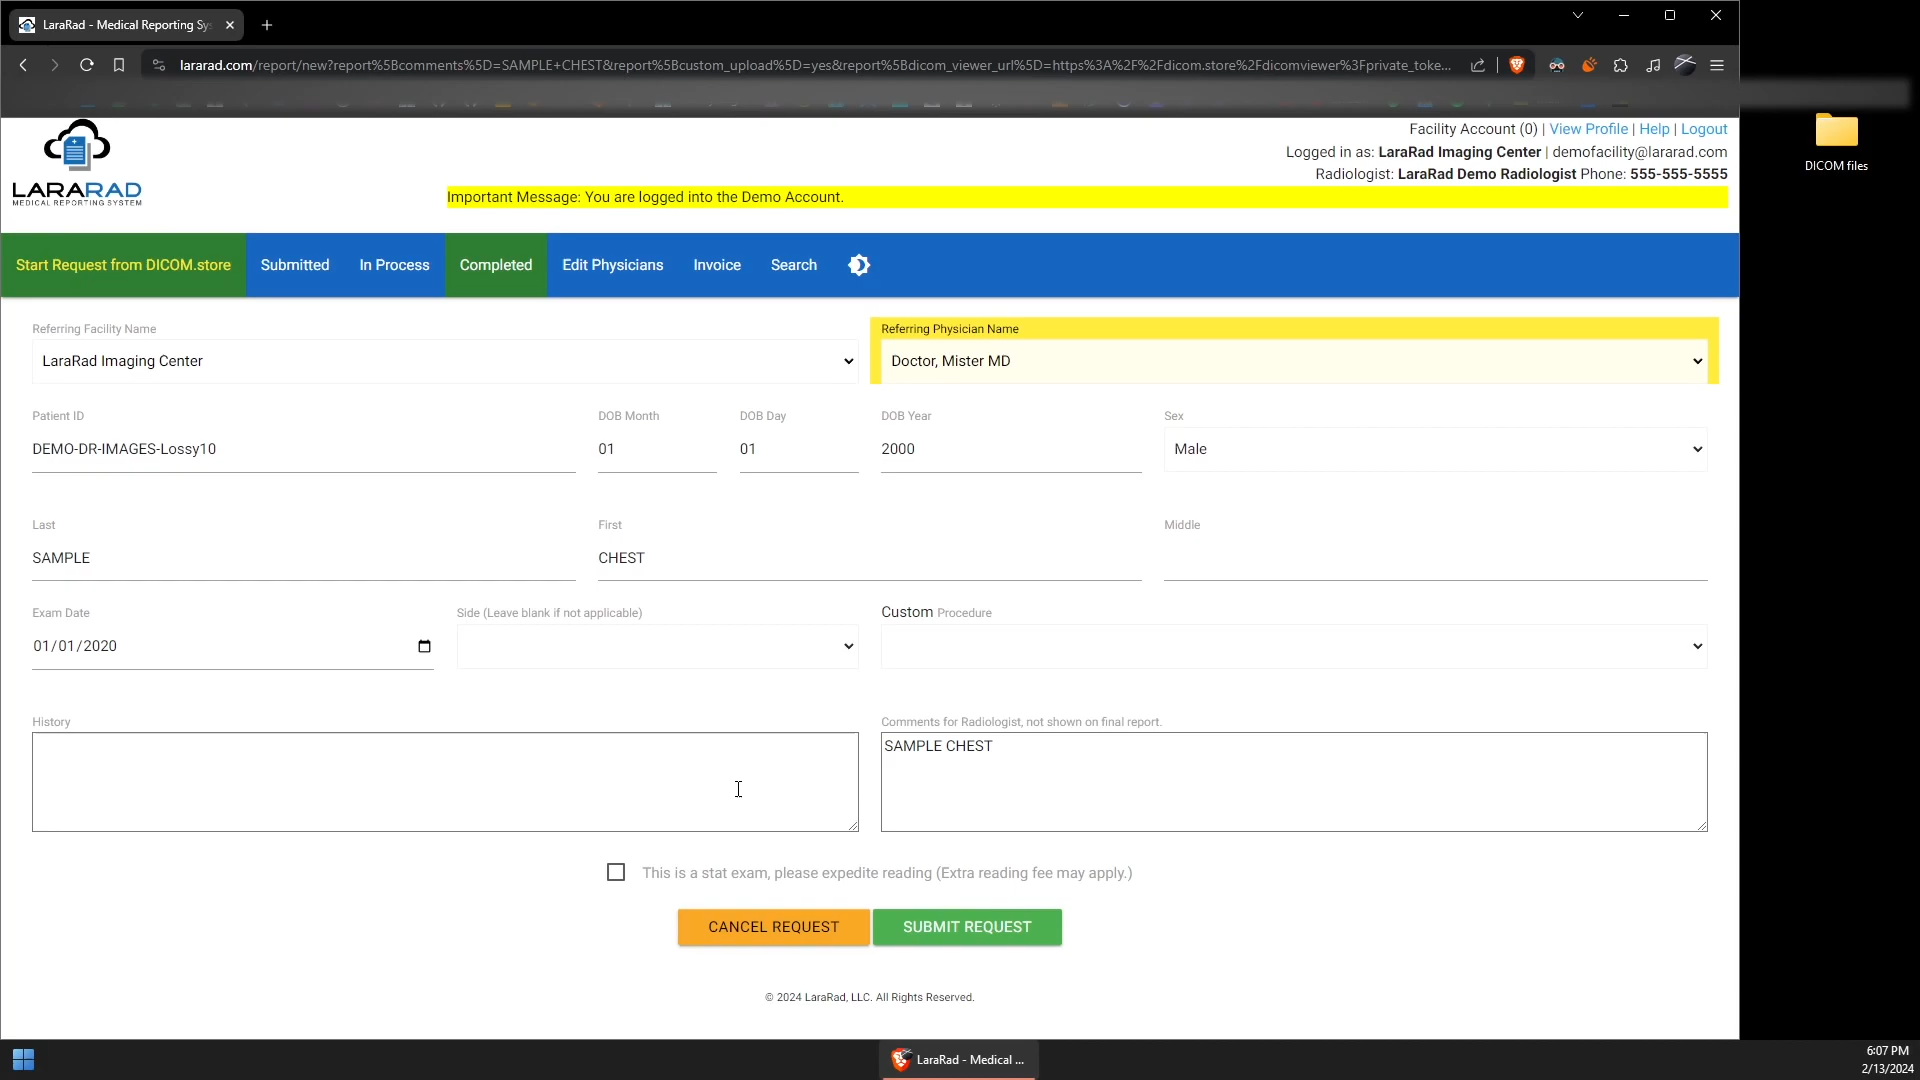 LaraRad - Medical Reporting Sys
lararad.com/report/new?report%5Bcomments%5D=SAMPLE+CHEST&report%5Bcustom_upload%5D=yes&report%5Bdicom_viewer_url%5D=https%3A%2F%2Fdicom.store%2Fdicomviewer%3Fprivate_toke...
DICOM files
LARARAD
MEDICAL REPORTING SYSTEM
Facility Account (0) | View Profile | Help | Logout
Logged in as: LaraRad Imaging Center | demofacility@lararad.com
Radiologist: LaraRad Demo Radiologist Phone: 555-555-5555
Important Message: You are logged into the Demo Account.
Start Request from DICOM.store Submitted In Process Completed Edit Physicians Invoice Search
Referring Facility Name Referring Physician Name
LaraRad Imaging Center Doctor, Mister MD
Patient ID DOB Month DOB Day DOB Year Sex
DEMO-DR-IMAGES-Lossy10 01 01 2000 Male
Last First Middle
SAMPLE CHEST
Exam Date Side (Leave blank if not applicable) Custom Procedure
01/01/2020
History Comments for Radiologist, not shown on final report.
SAMPLE CHEST
This is a stat exam, please expedite reading (Extra reading fee may apply.)
CANCEL REQUEST SUBMIT REQUEST
© 2024 LaraRad, LLC. All Rights Reserved.
LaraRad - Medical ...
6:07 PM
2/13/2024